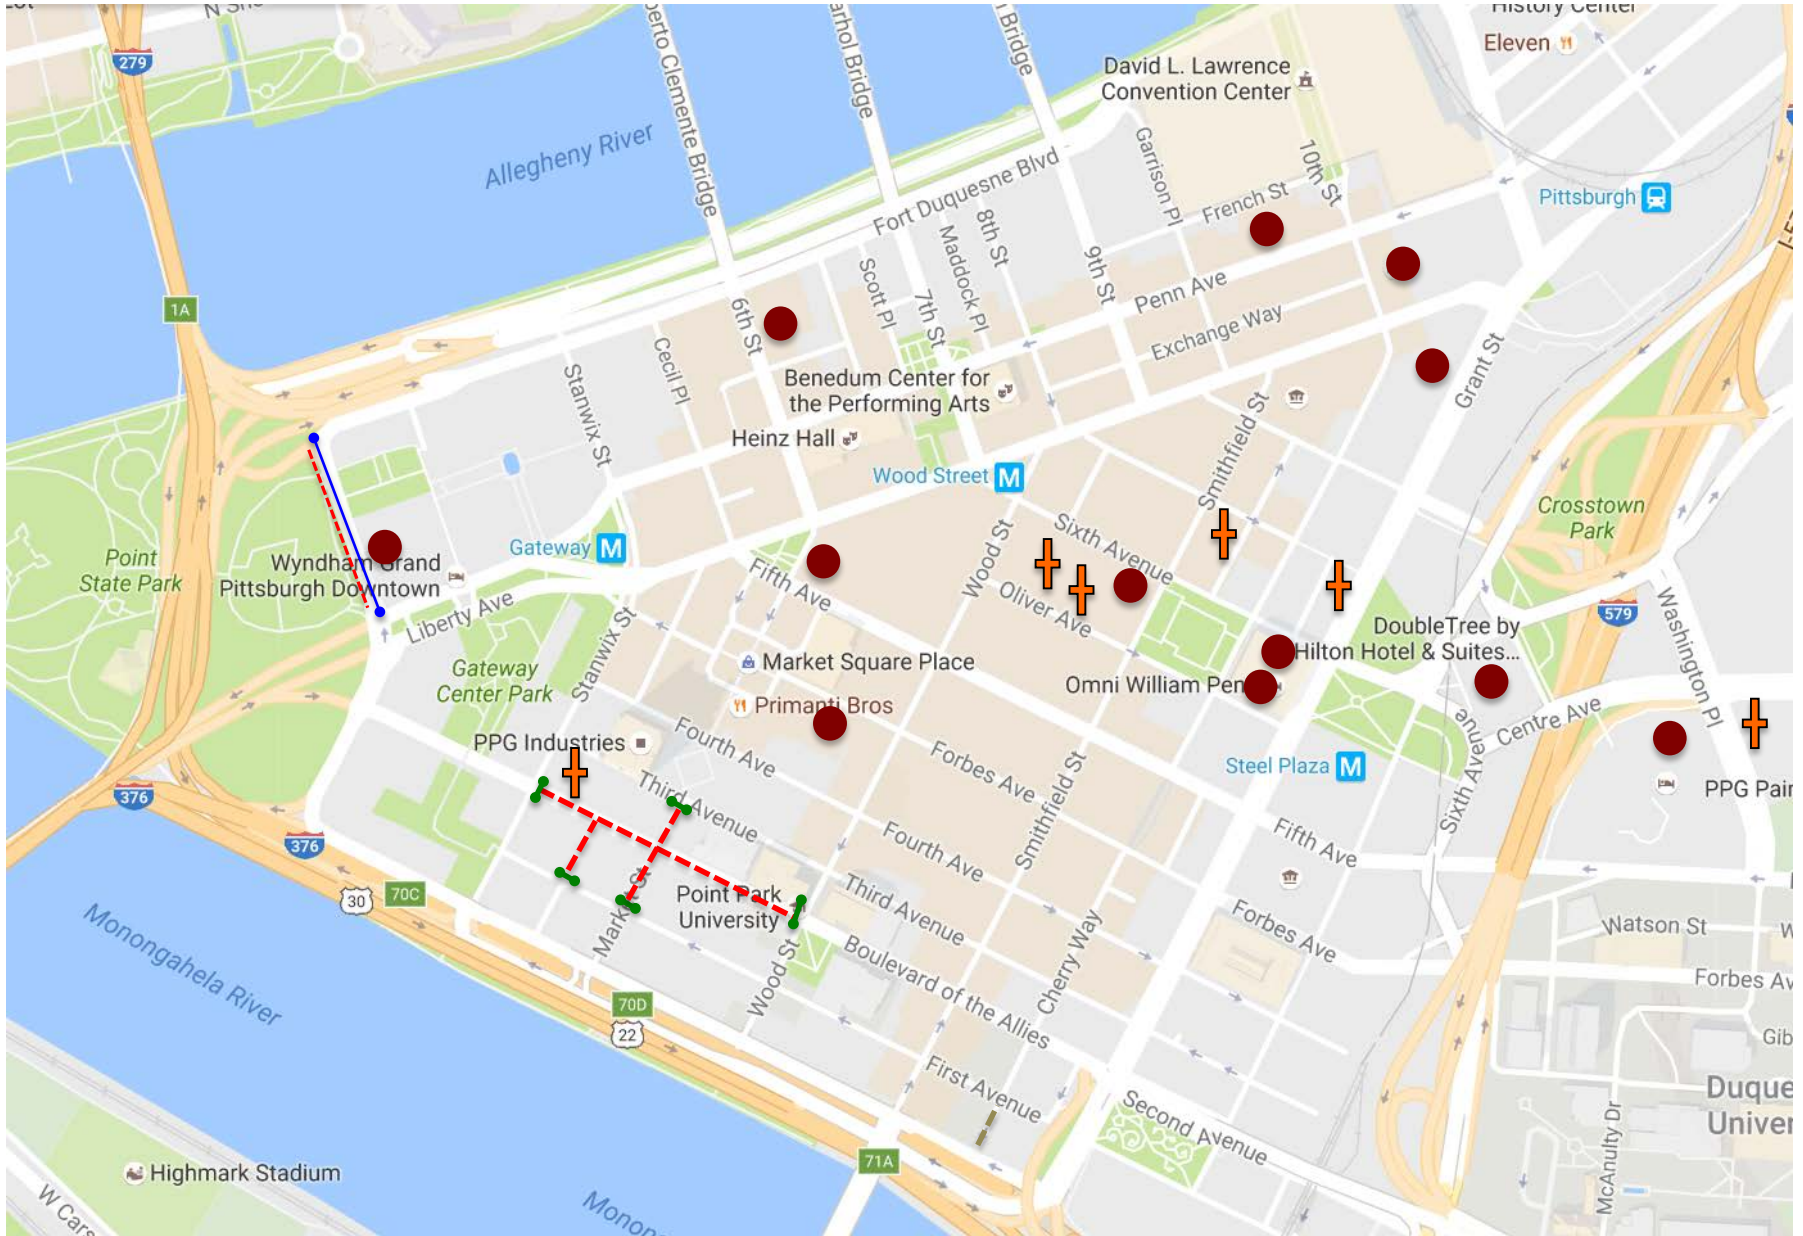 N Sho
History Center
Eleven
279
berto Clemente Bridge
arhol Bridge
Bridge
David L. Lawrence
Convention Center
Allegheny River
Garrison Pl
10th St
Fort Duquesne Blvd
French St
Pittsburgh
I-57
8th St
Maddock Pl
9th St
Scott Pl
7th St
Penn Ave
Exchange Way
1A
6th St
Cecil Pl
Stanwix St
Grant St
Benedum Center for
the Performing Arts
Heinz Hall
Wood Street
M
Smithfield St
Crosstown
Park
Sixth Avenue
Wood St
Point
State Park
Wyndham Grand
Pittsburgh Downtown
Gateway
M
Fifth Ave
Oliver Ave
Liberty Ave
Stanwix St
579
Washington Pl
DoubleTree by
Hilton Hotel & Suites...
Market Square Place
Gateway
Center Park
Omni William Pen
Primanti Bros
Centre Ave
Sixth Avenue
PPG Industries
Fourth Ave
Forbes Ave
Smithfield St
Steel Plaza
M
PPG Pain
376
Third Avenue
376
Fourth Ave
Fifth Ave
70C
30
Market St
Point Park
University
Third Avenue
Forbes Ave
Watson St
W
Forbes Av
Monongahela River
Wood St
Boulevard of the Allies
Cherry Way
70D
22
Gib
First Avenue
Second Avenue
Duque
Univer
McAnulty Dr
71A
Highmark Stadium
W Cars
Monon